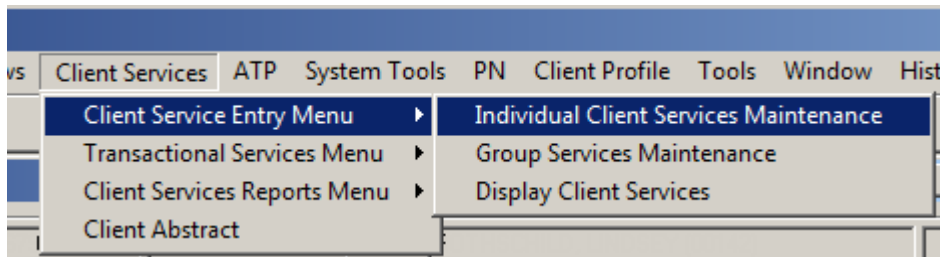 Client Services ATP System Tools PN Client Profile Tools Window
Client Service Entry Menu Individual Client Services Maintenance
Transactional Services Menu Group Services Maintenance
Client Services Reports Menu Display Client Services
Client Abstract